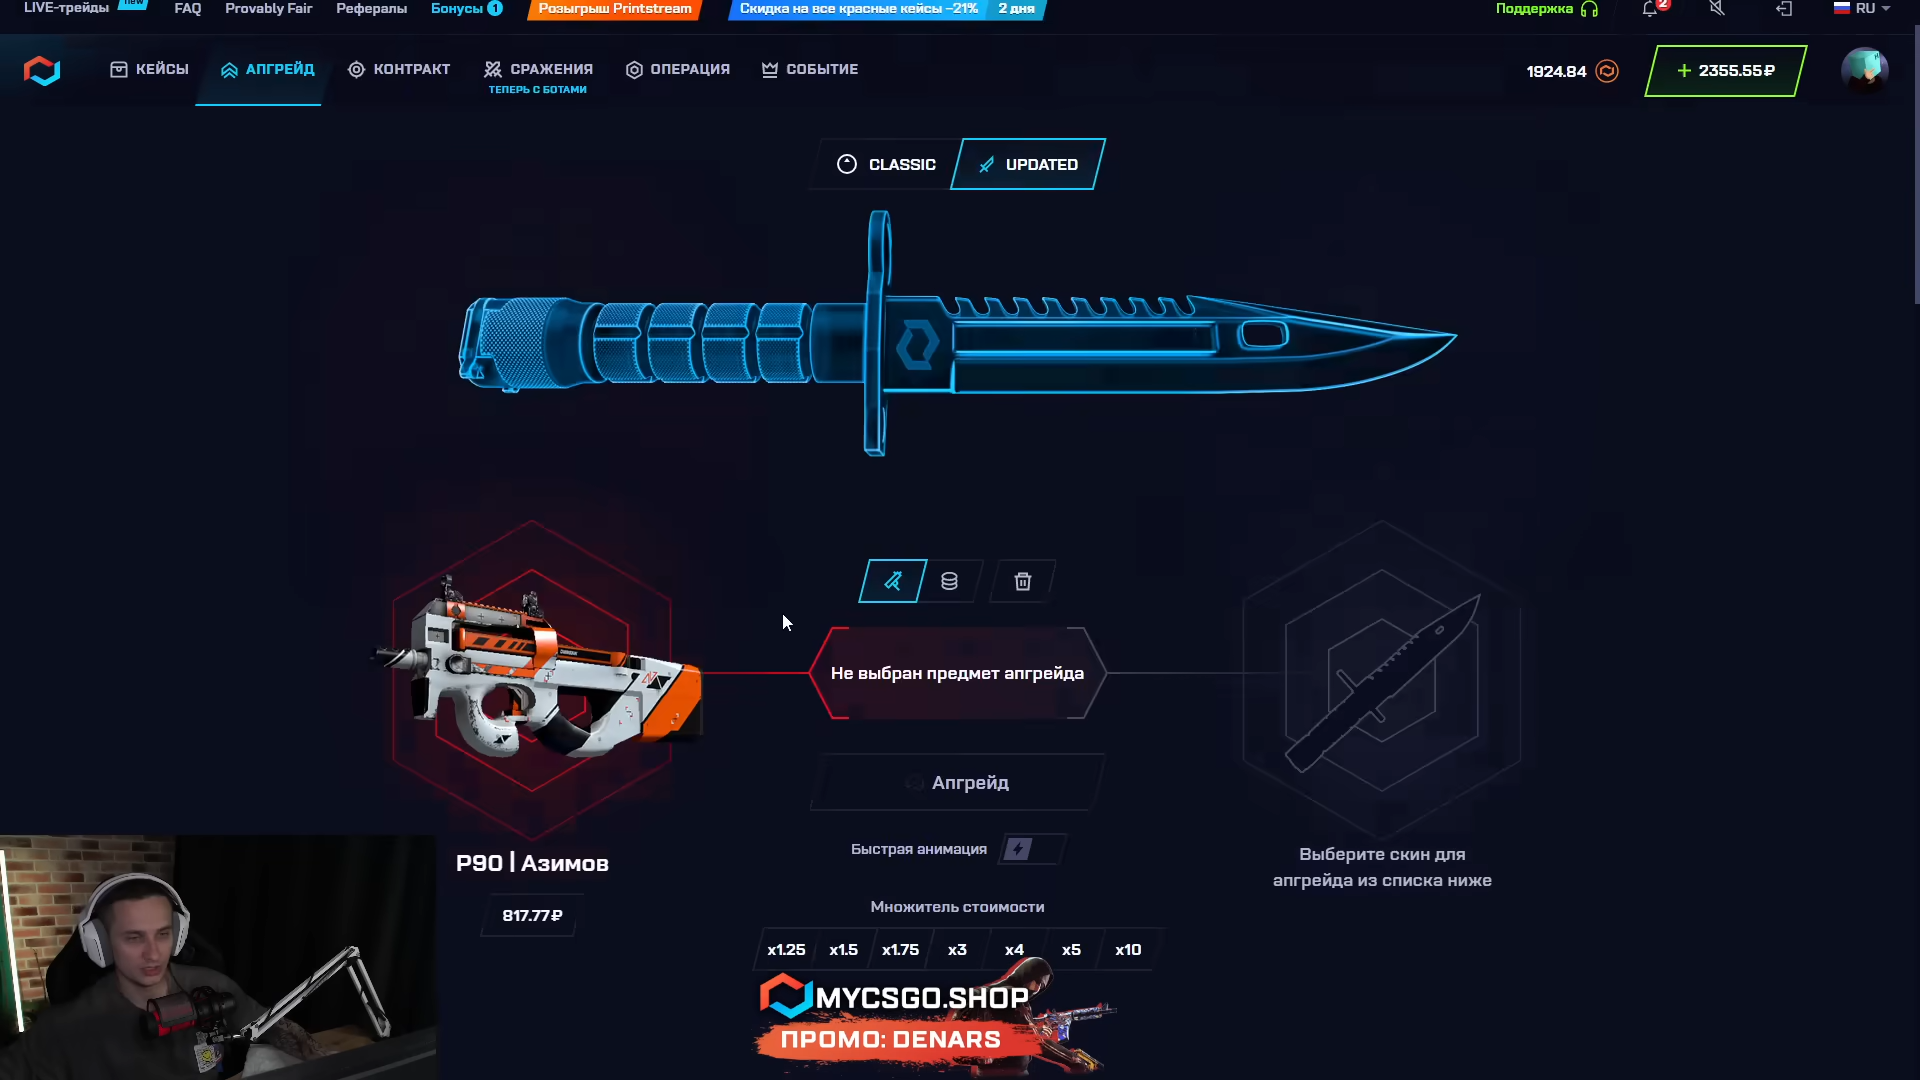 LIVE-трейды new FAQ Provably Fair Рефералы Бонусы 1 Розыгрыш Printstream Скидка на все красные кейсы -21% 2 дня Поддержка 2 RU
КЕЙСЫ АПГРЕЙД КОНТРАКТ СРАЖЕНИЯ ОПЕРАЦИЯ СОБЫТИЕ 1924.84 + 2355.55₽
ТЕПЕРЬ С БОТАМИ
CLASSIC UPDATED
Не выбран предмет апгрейда
Апгрейд
Быстрая анимация
P90 | Азимов
817.77₽
Выберите скин для
апгрейда из списка ниже
Множитель стоимости
x1.25 x1.5 x1.75 x3 x4 x5 x10
MYCSGO.SHOP
ПРОМО: DENARS